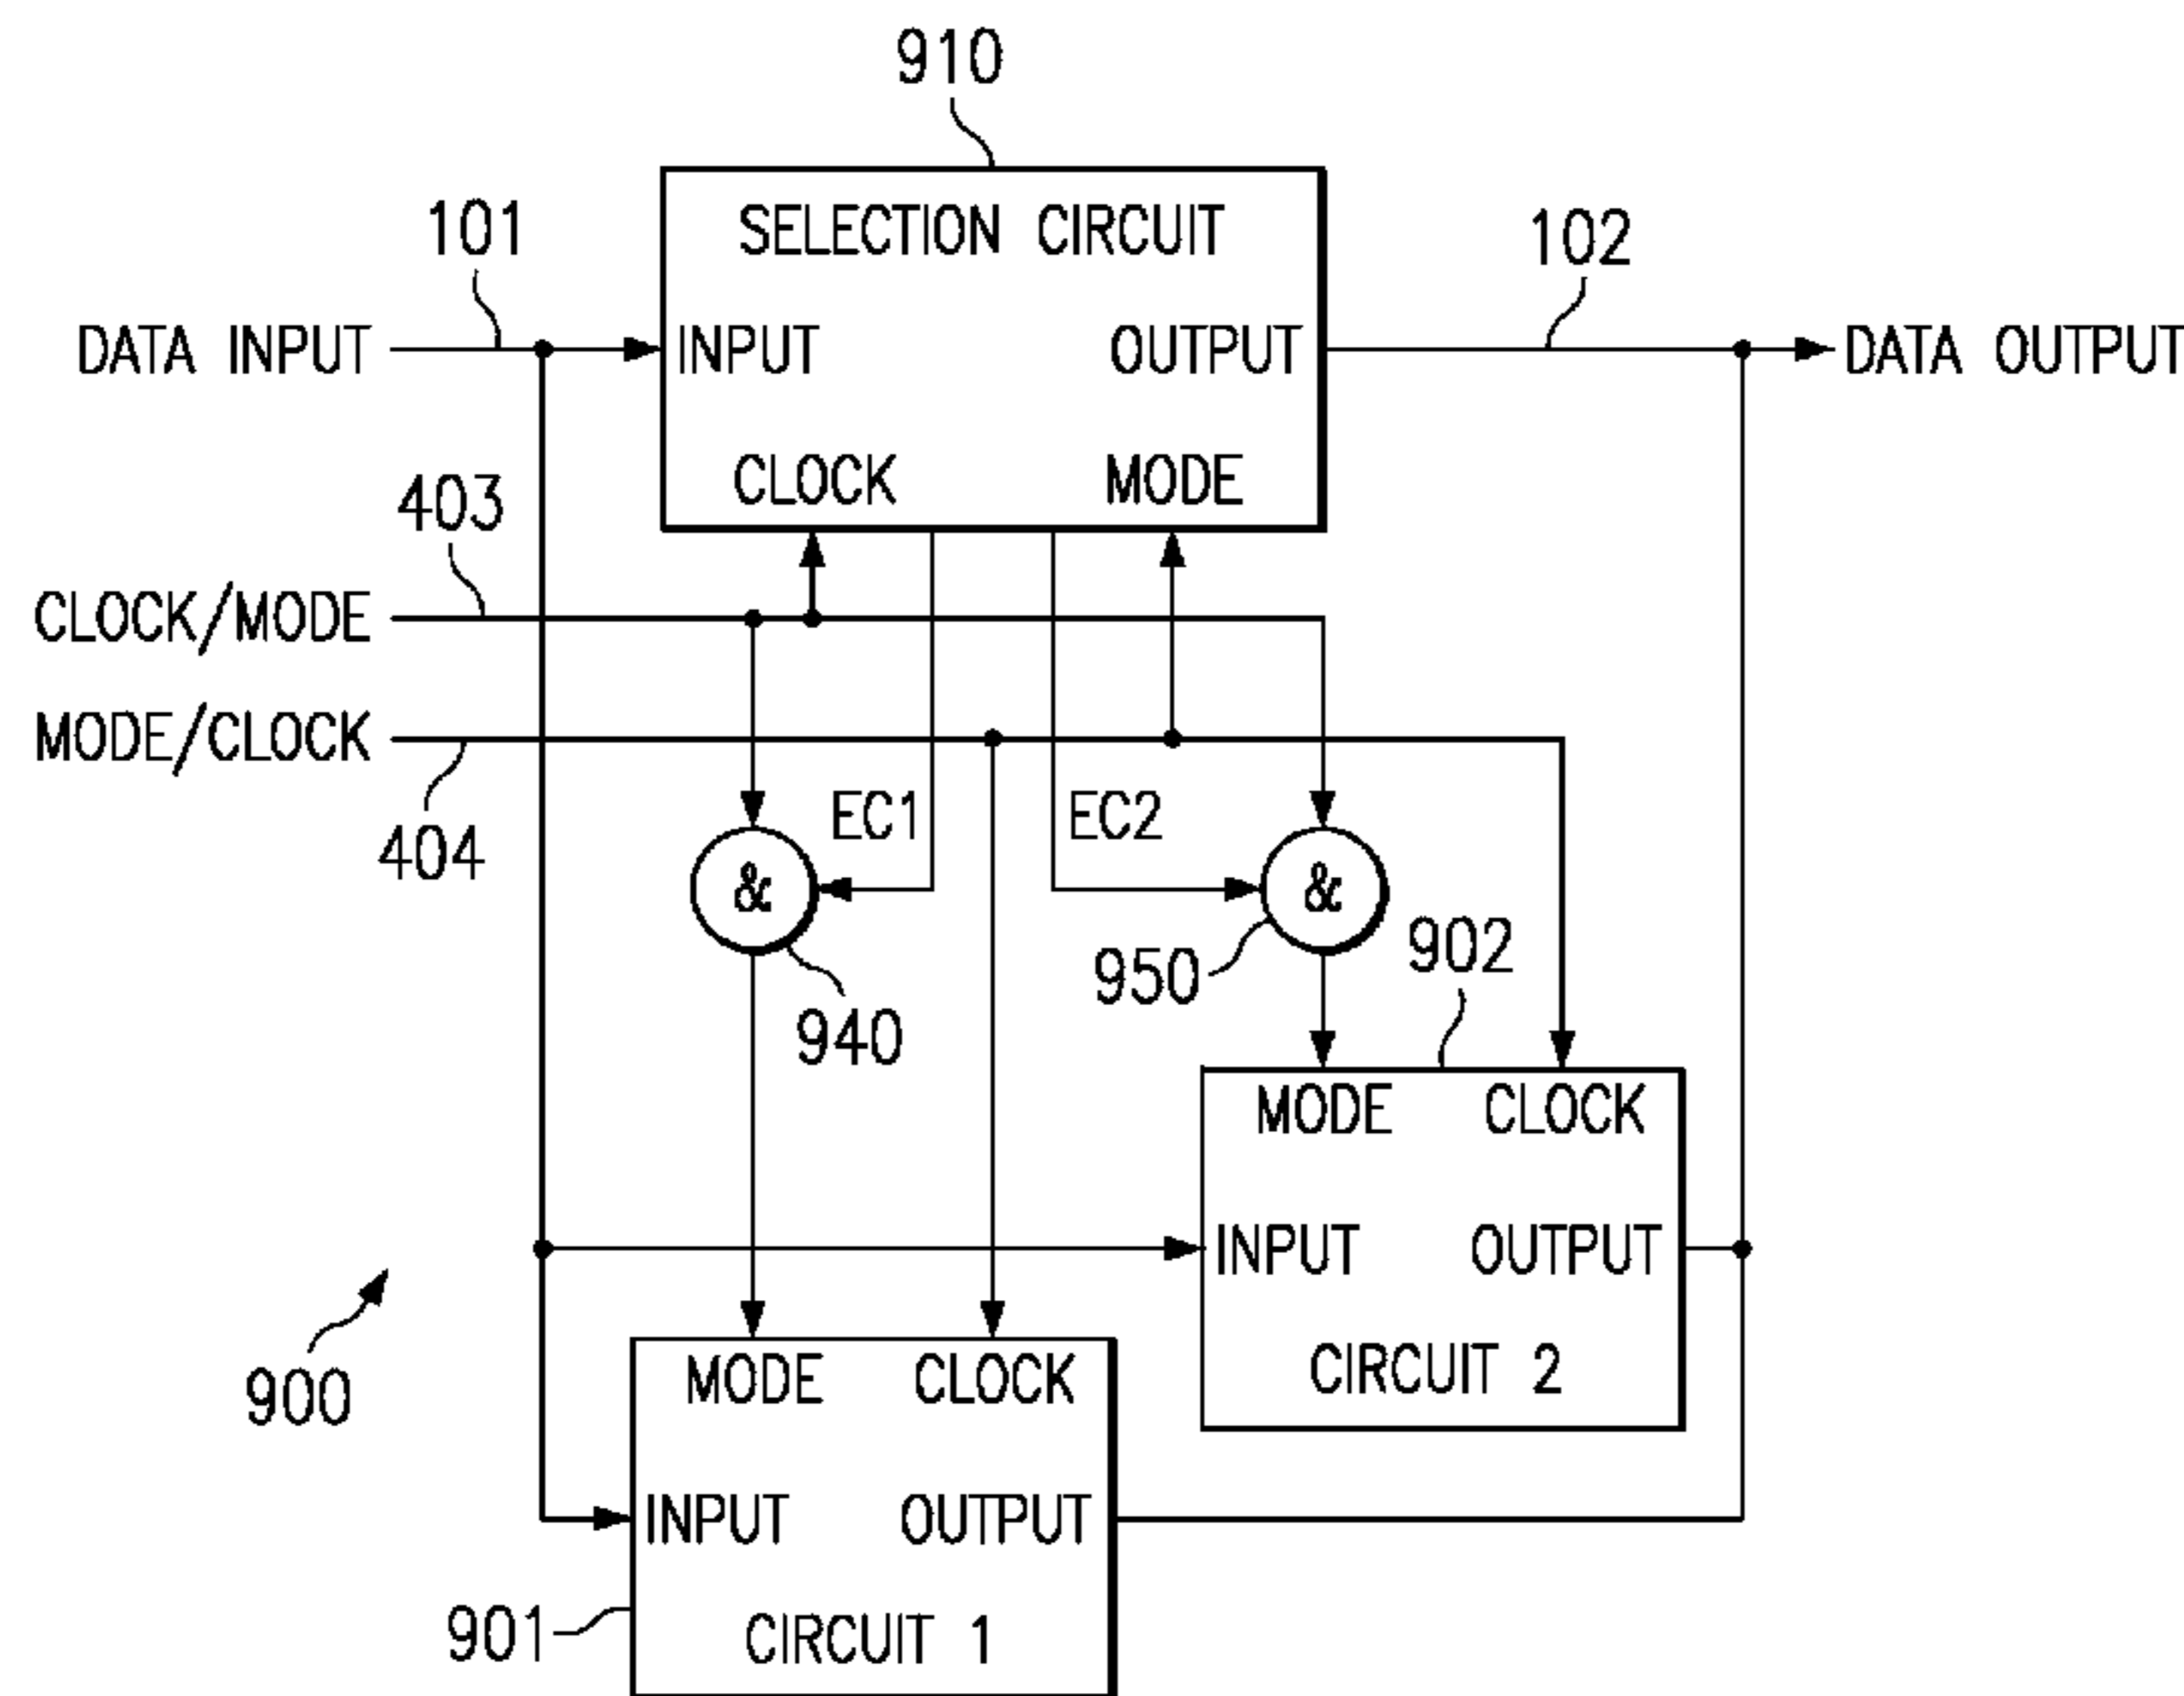 910
SELECTION CIRCUIT
101
102
DATA INPUT
INPUT
OUTPUT
DATA OUTPUT
CLOCK
MODE
403
CLOCK/MODE
MODE/CLOCK
404
EC1
EC2
&
&
940
950
902
MODE
CLOCK
INPUT
OUTPUT
CIRCUIT 2
900
MODE
CLOCK
INPUT
OUTPUT
901
CIRCUIT 1